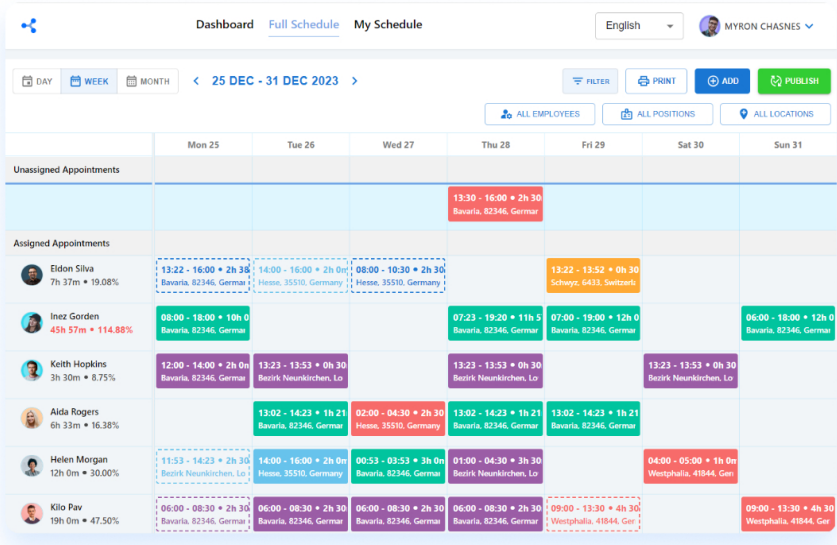 Dashboard Full Schedule My Schedule English MYRON CHASNES
DAY WEEK MONTH 25 DEC - 31 DEC 2023 FILTER PRINT ADD PUBLISH
ALL EMPLOYEES ALL POSITIONS ALL LOCATIONS
Mon 25 Tue 26 Wed 27 Thu 28 Fri 29 Sat 30 Sun 31
Unassigned Appointments
13:30 - 16:00 • 2h 30
Bavaria, 82346, Germar
Assigned Appointments
Eldon Silva
7h 37m • 19.08%
13:22 - 16:00 • 2h 38
Bavaria, 82346, Germar
14:00 - 16:00 • 2h 0m
Hesse, 35510, Germany
08:00 - 10:30 • 2h 30
Hesse, 35510, Germany
13:22 - 13:52 • 0h 30
Schwyz, 6433, Switzerla
Inez Gorden
45h 57m • 114.88%
08:00 - 18:00 • 10h 0
Bavaria, 82346, Germar
07:23 - 19:20 • 11h 5
Bavaria, 82346, Germar
07:00 - 19:00 • 12h 0
Bavaria, 82346, Germar
06:00 - 18:00 • 12h 0
Bavaria, 82346, Germar
Keith Hopkins
3h 30m • 8.75%
12:00 - 14:00 • 2h 0m
Bavaria, 82346, Germar
13:23 - 13:53 • 0h 30
Bezirk Neunkirchen, Lo
13:23 - 13:53 • 0h 30
Bezirk Neunkirchen, Lo
13:23 - 13:53 • 0h 30
Bezirk Neunkirchen, Lo
Aida Rogers
6h 33m • 16.38%
13:02 - 14:23 • 1h 21
Bavaria, 82346, Germar
02:00 - 04:30 • 2h 30
Hesse, 35510, Germany
13:02 - 14:23 • 1h 21
Bavaria, 82346, Germar
13:02 - 14:23 • 1h 21
Bavaria, 82346, Germar
Helen Morgan
12h 0m • 30.00%
11:53 - 14:23 • 2h 30
Bezirk Neunkirchen, Lo
14:00 - 16:00 • 2h 0m
Hesse, 35510, Germany
00:53 - 03:53 • 3h 0m
Bavaria, 82346, Germar
01:00 - 04:30 • 3h 30
Bezirk Neunkirchen, Lo
04:00 - 05:00 • 1h 0m
Westphalia, 41844, Ger
Kilo Pav
19h 0m • 47.50%
06:00 - 08:30 • 2h 30
Bavaria, 82346, Germar
06:00 - 08:30 • 2h 30
Bavaria, 82346, Germar
06:00 - 08:30 • 2h 30
Bavaria, 82346, Germar
06:00 - 08:30 • 2h 30
Bavaria, 82346, Germar
09:00 - 13:30 • 4h 30
Westphalia, 41844, Ger
09:00 - 13:30 • 4h 30
Westphalia, 41844, Ger